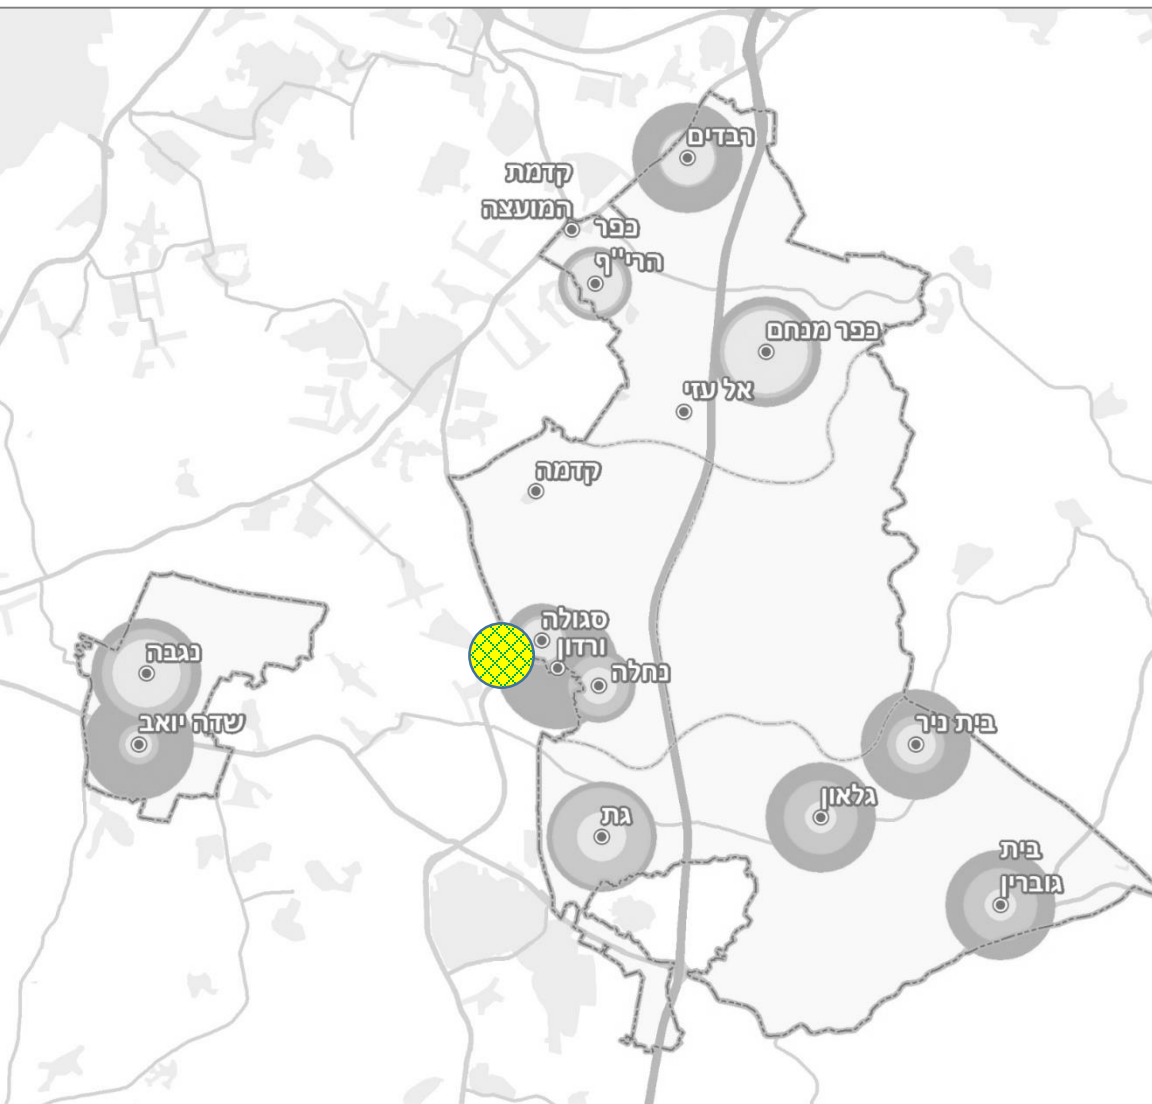 רבדים
קדמת
המועצה
כפר
הרי"ף
כפר מנחם
אל עזי
קדמה
סגולה
ורדון
נחלה
נגבה
שדה יואב
בית ניר
גלאון
גת
בית
גוברין